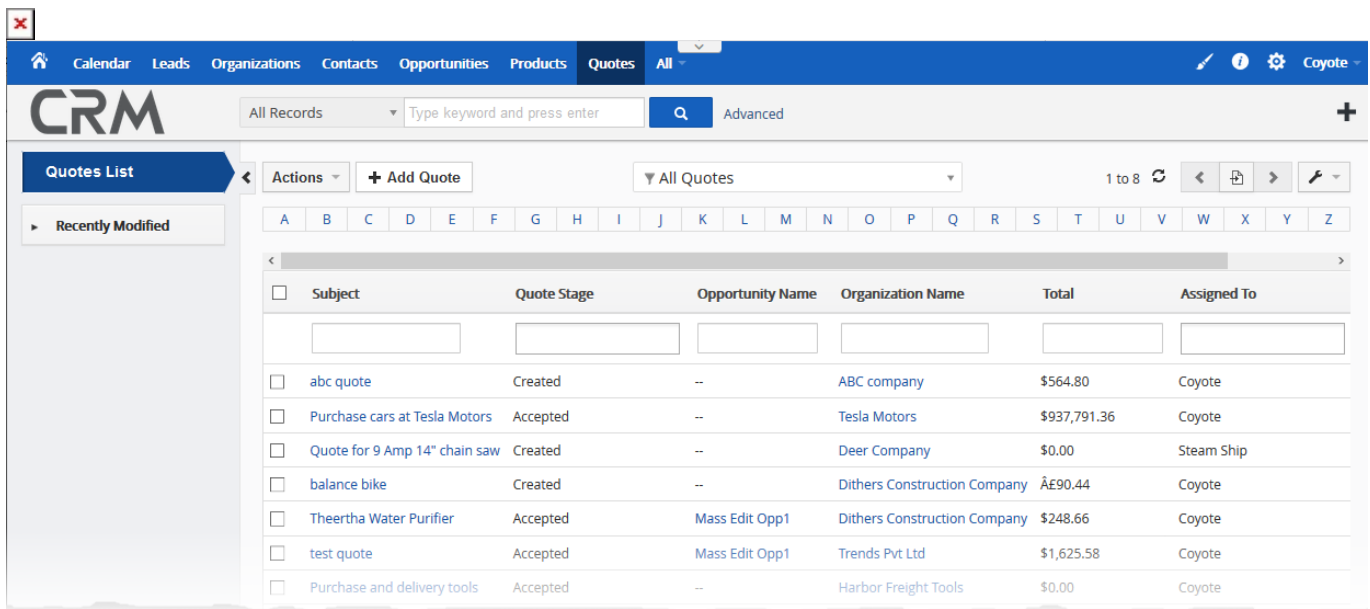 Calendar Leads Organizations Contacts Opportunities Products Quotes All Coyote
CRM All Records Type keyword and press enter Advanced
Quotes List Actions Add Quote All Quotes 1 to 8
Recently Modified A B C D E F G H I J K L M N O P Q R S T U V W X Y Z
Subject Quote Stage Opportunity Name Organization Name Total Assigned To
abc quote Created -- ABC company $564.80 Coyote
Purchase cars at Tesla Motors Accepted -- Tesla Motors $937,791.36 Coyote
Quote for 9 Amp 14" chain saw Created -- Deer Company $0.00 Steam Ship
balance bike Created -- Dithers Construction Company Â£90.44 Coyote
Theertha Water Purifier Accepted Mass Edit Opp1 Dithers Construction Company $248.66 Coyote
test quote Accepted Mass Edit Opp1 Trends Pvt Ltd $1,625.58 Coyote
Purchase and delivery tools Accepted -- Harbor Freight Tools $0.00 Coyote